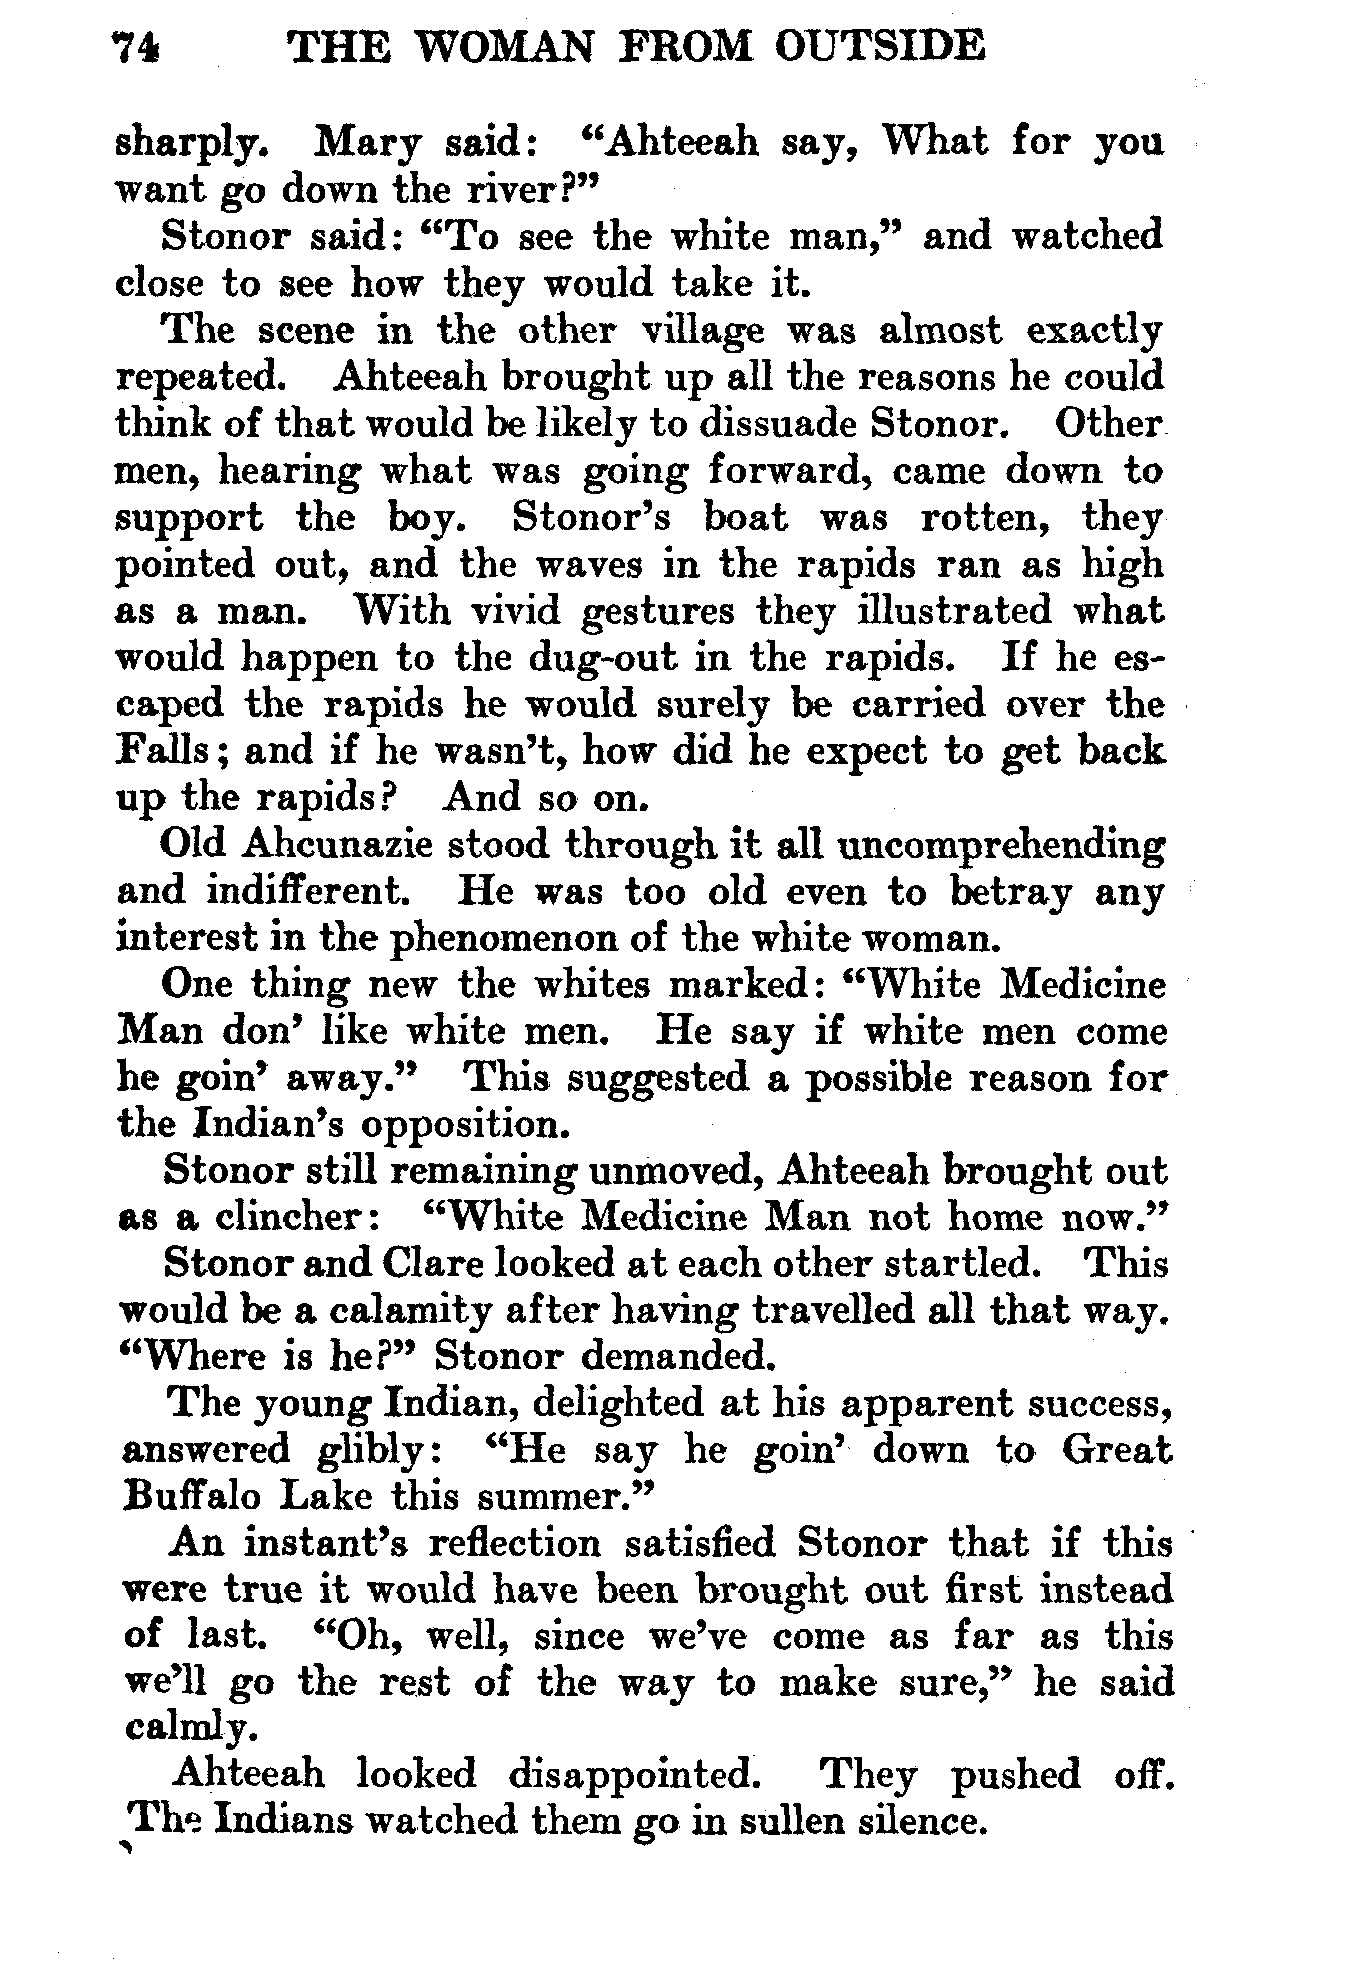 74 THE WOMAN FROM OUTSIDE
sharply. Mary said: “Ahteeah say, What for you
want go down the river?”
Stonor said: “To see the white man,” and watched
close to see how they would take it.
The scene in the other village was almost exactly
repeated. Ahteeah brought up all the reasons he could
think of that would be likely to dissuade Stonor. Other
men, hearing what was going forward, came down to
support the boy. Stonor’s boat was rotten, they
pointed out, and the waves in the rapids ran as high
as a man. With vivid gestures they illustrated what
would happen to the dug-out in the rapids. If he es-
caped the rapids he would surely be carried over the
Falls; and if he wasn’t, how did he expect to get back
up the rapids? And so on.
Old Ahcunazie stood through it all uncomprehending
and indifferent. He was too old even to betray any
interest in the phenomenon of the white woman.
One thing new the whites marked: “White Medicine
Man don’ like white men. He say if white men come
he goin’ away.” This suggested a possible reason for
the Indian’s opposition.
Stonor still remaining unmoved, Ahteeah brought out
as a clincher: “White Medicine Man not home now.”
Stonor and Clare looked at each other startled. This
would be a calamity after having travelled all that way.
“Where is he?” Stonor demanded.
The young Indian, delighted at his apparent success,
answered glibly: “He say he goin’ down to Great
Buffalo Lake this summer.”
An instant’s reflection satisfied Stonor that if this
were true it would have been brought out first instead
of last. “Oh, well, since we’ve come as far as this
we’ll go the rest of the way to make sure,” he said
calmly.
Ahteeah looked disappointed. They pushed off.
The Indians watched them go in sullen silence.